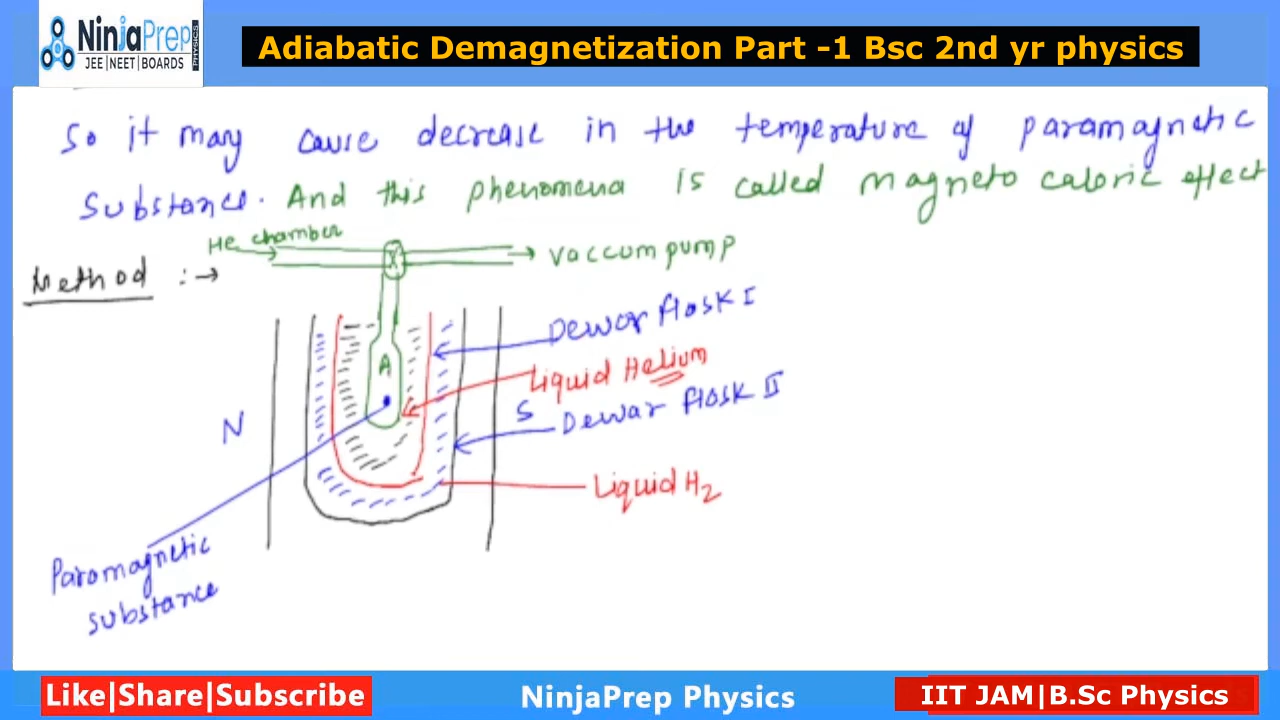 NinjaPrep
JEE|NEET|BOARDS
PHYSICS
Adiabatic Demagnetization Part -1 Bsc 2nd yr physics
So it may cause decrease in the temperature of paramagnetic
substance. And this phenomena is called magneto caloric effect
He chamber
X
vaccum pump
Method :→
Dewar flask I
A
Liquid Helium
N
S
Dewar flask II
Liquid H2
Paramagnetic
substance
Like|Share|Subscribe
NinjaPrep Physics
IIT JAM|B.Sc Physics